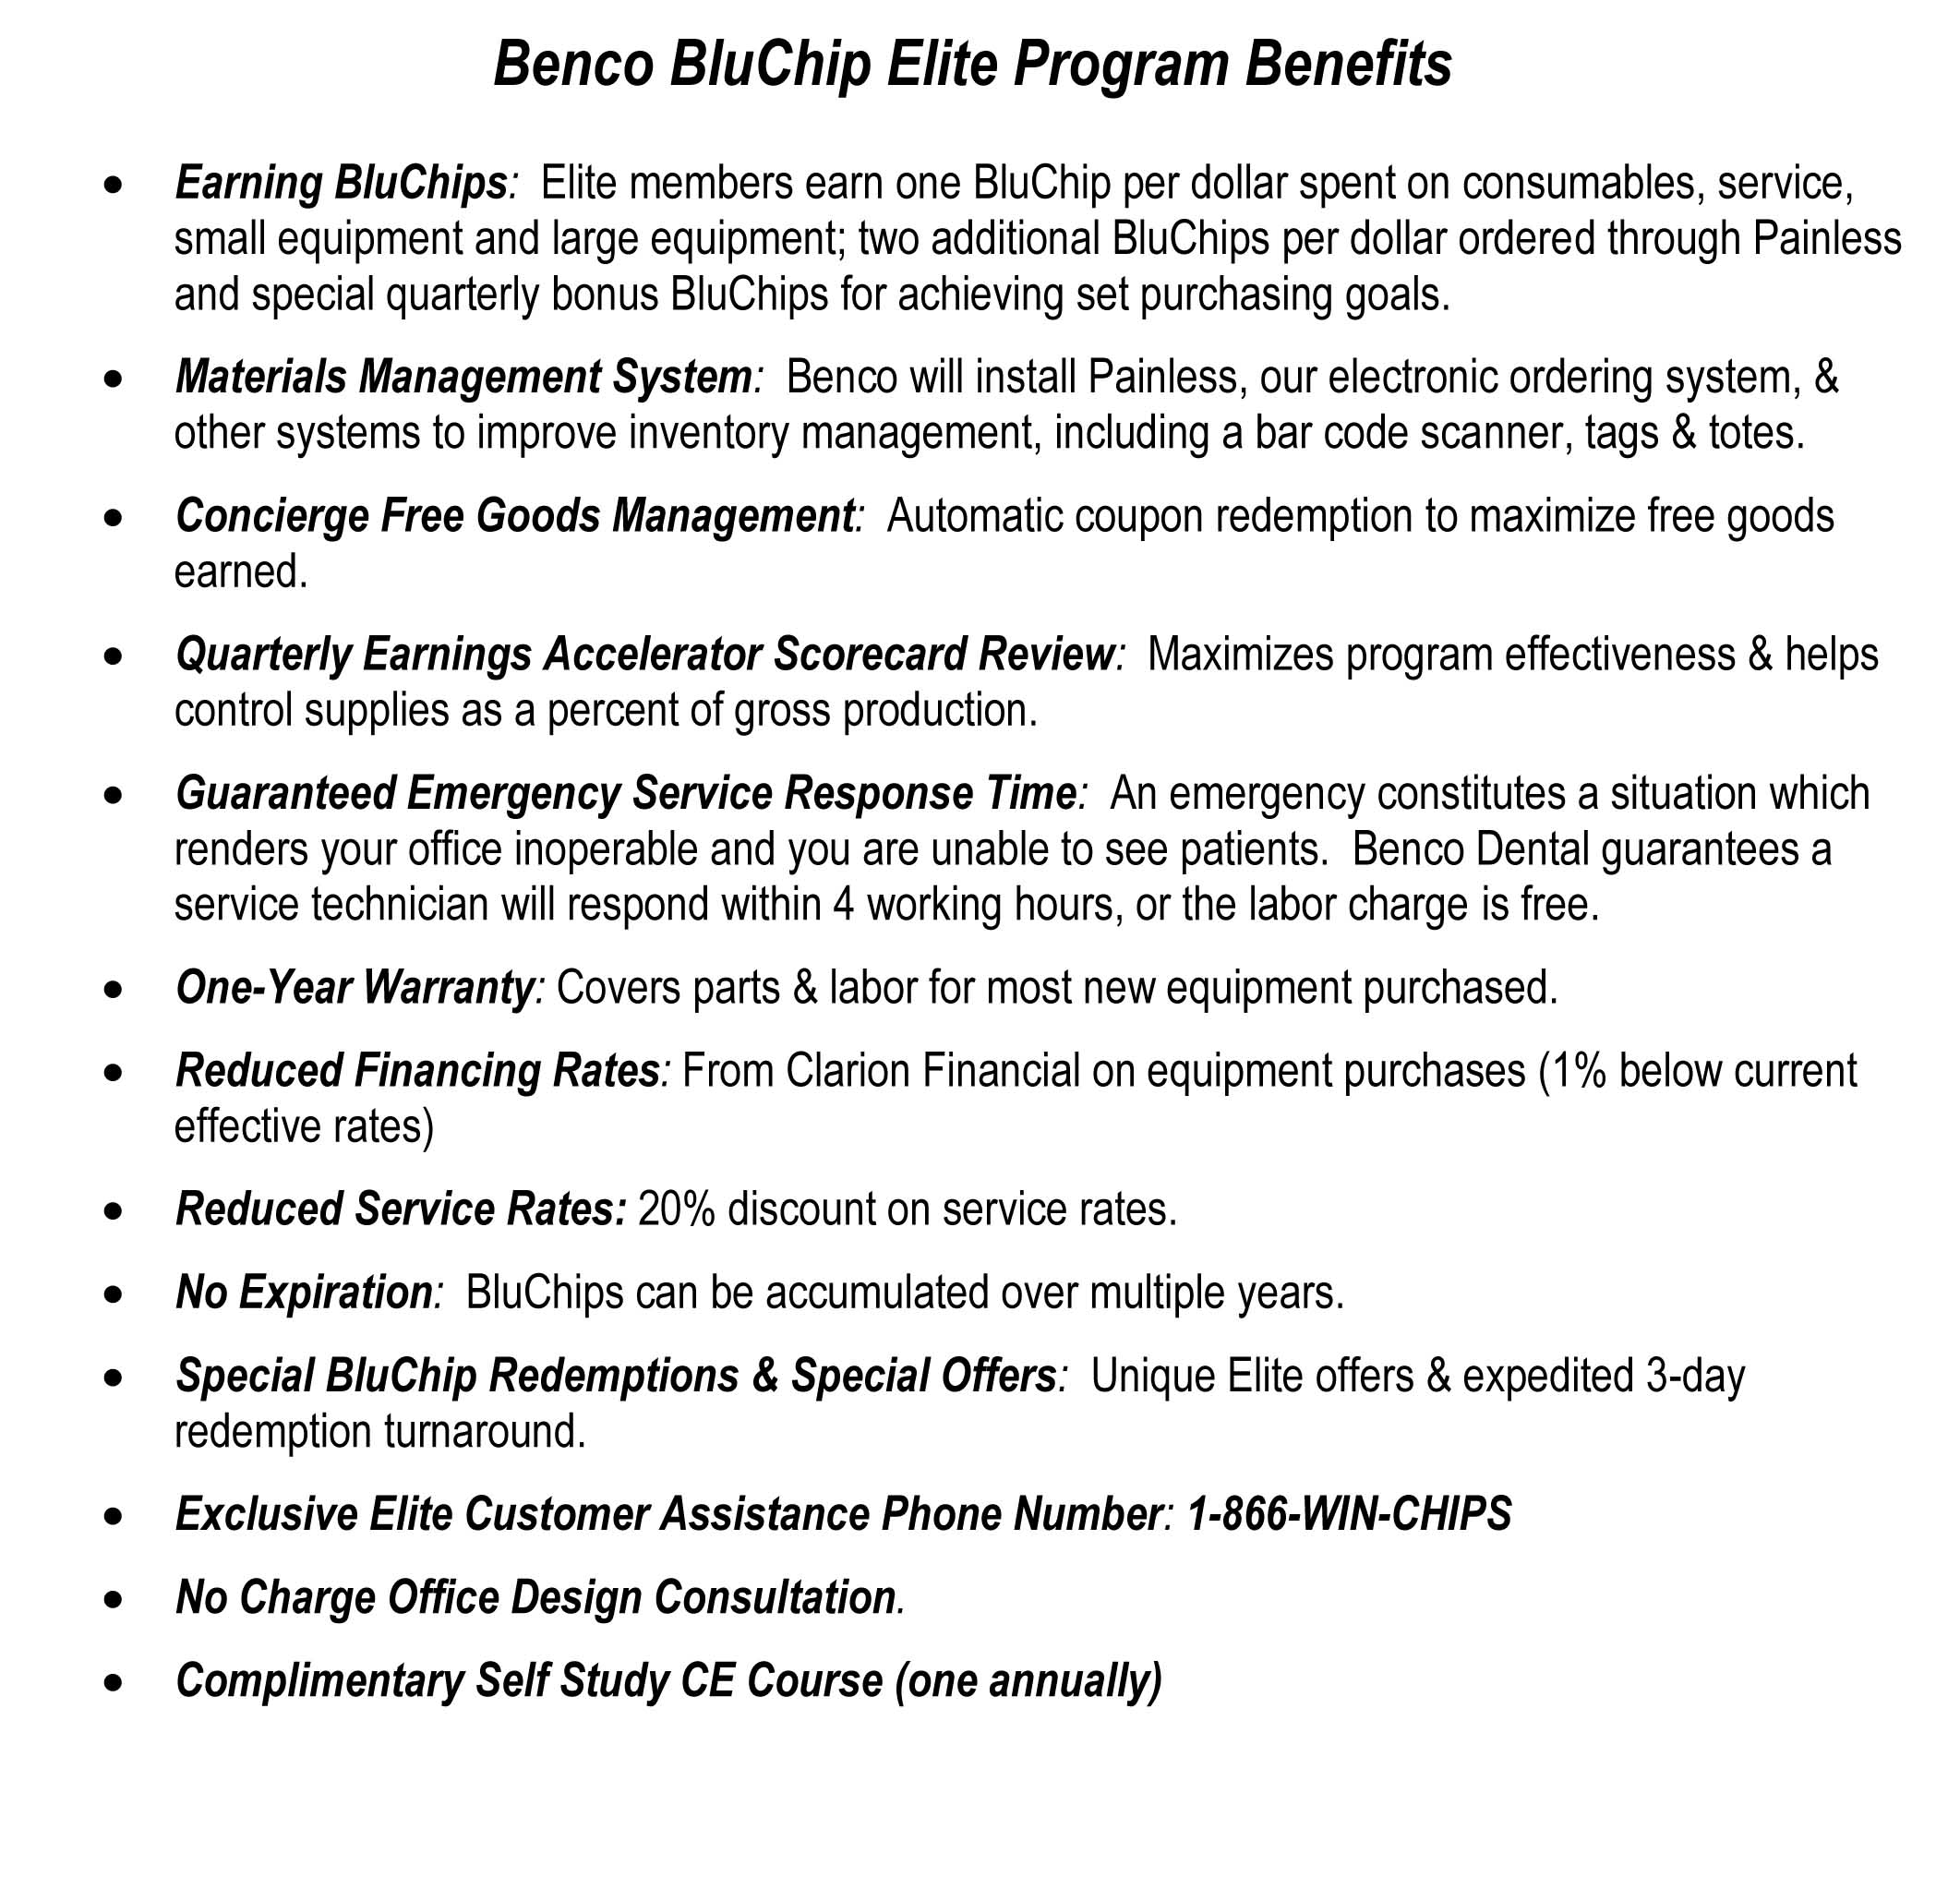 Benco BluChip Elite Program Benefits
• Earning BluChips: Elite members earn one BluChip per dollar spent on consumables, service,
small equipment and large equipment; two additional BluChips per dollar ordered through Painless
and special quarterly bonus BluChips for achieving set purchasing goals.
• Materials Management System: Benco will install Painless, our electronic ordering system, &
other systems to improve inventory management, including a bar code scanner, tags & totes.
• Concierge Free Goods Management: Automatic coupon redemption to maximize free goods
earned.
• Quarterly Earnings Accelerator Scorecard Review: Maximizes program effectiveness & helps
control supplies as a percent of gross production.
• Guaranteed Emergency Service Response Time: An emergency constitutes a situation which
renders your office inoperable and you are unable to see patients. Benco Dental guarantees a
service technician will respond within 4 working hours, or the labor charge is free.
• One-Year Warranty: Covers parts & labor for most new equipment purchased.
• Reduced Financing Rates: From Clarion Financial on equipment purchases (1% below current
effective rates)
• Reduced Service Rates: 20% discount on service rates.
• No Expiration: BluChips can be accumulated over multiple years.
• Special BluChip Redemptions & Special Offers: Unique Elite offers & expedited 3-day
redemption turnaround.
• Exclusive Elite Customer Assistance Phone Number: 1-866-WIN-CHIPS
• No Charge Office Design Consultation.
• Complimentary Self Study CE Course (one annually)